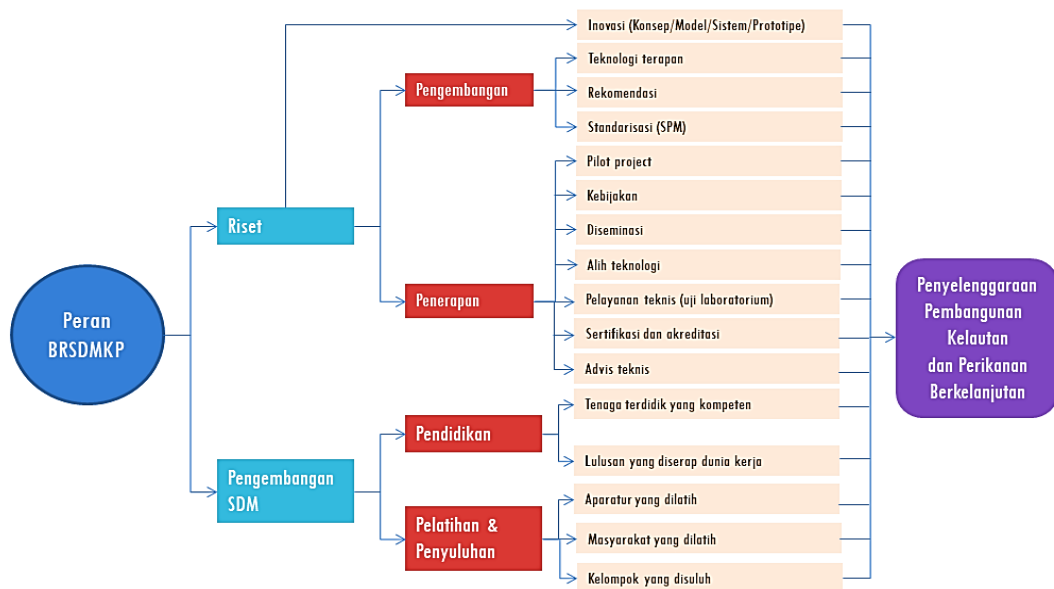 Peran
BRSDMKP
Riset
Pengembangan
SDM
Pengembangan
Penerapan
Pendidikan
Pelatihan &
Penyuluhan
Inovasi (Konsep/Model/Sistem/Prototipe)
Teknologi terapan
Rekomendasi
Standarisasi (SPM)
Pilot project
Kebijakan
Diseminasi
Alih teknologi
Pelayanan teknis (uji laboratorium)
Sertifikasi dan akreditasi
Advis teknis
Tenaga terdidik yang kompeten
Lulusan yang diserap dunia kerja
Aparatur yang dilatih
Masyarakat yang dilatih
Kelompok yang disuluh
Penyelenggaraan
Pembangunan
Kelautan
dan Perikanan
Berkelanjutan